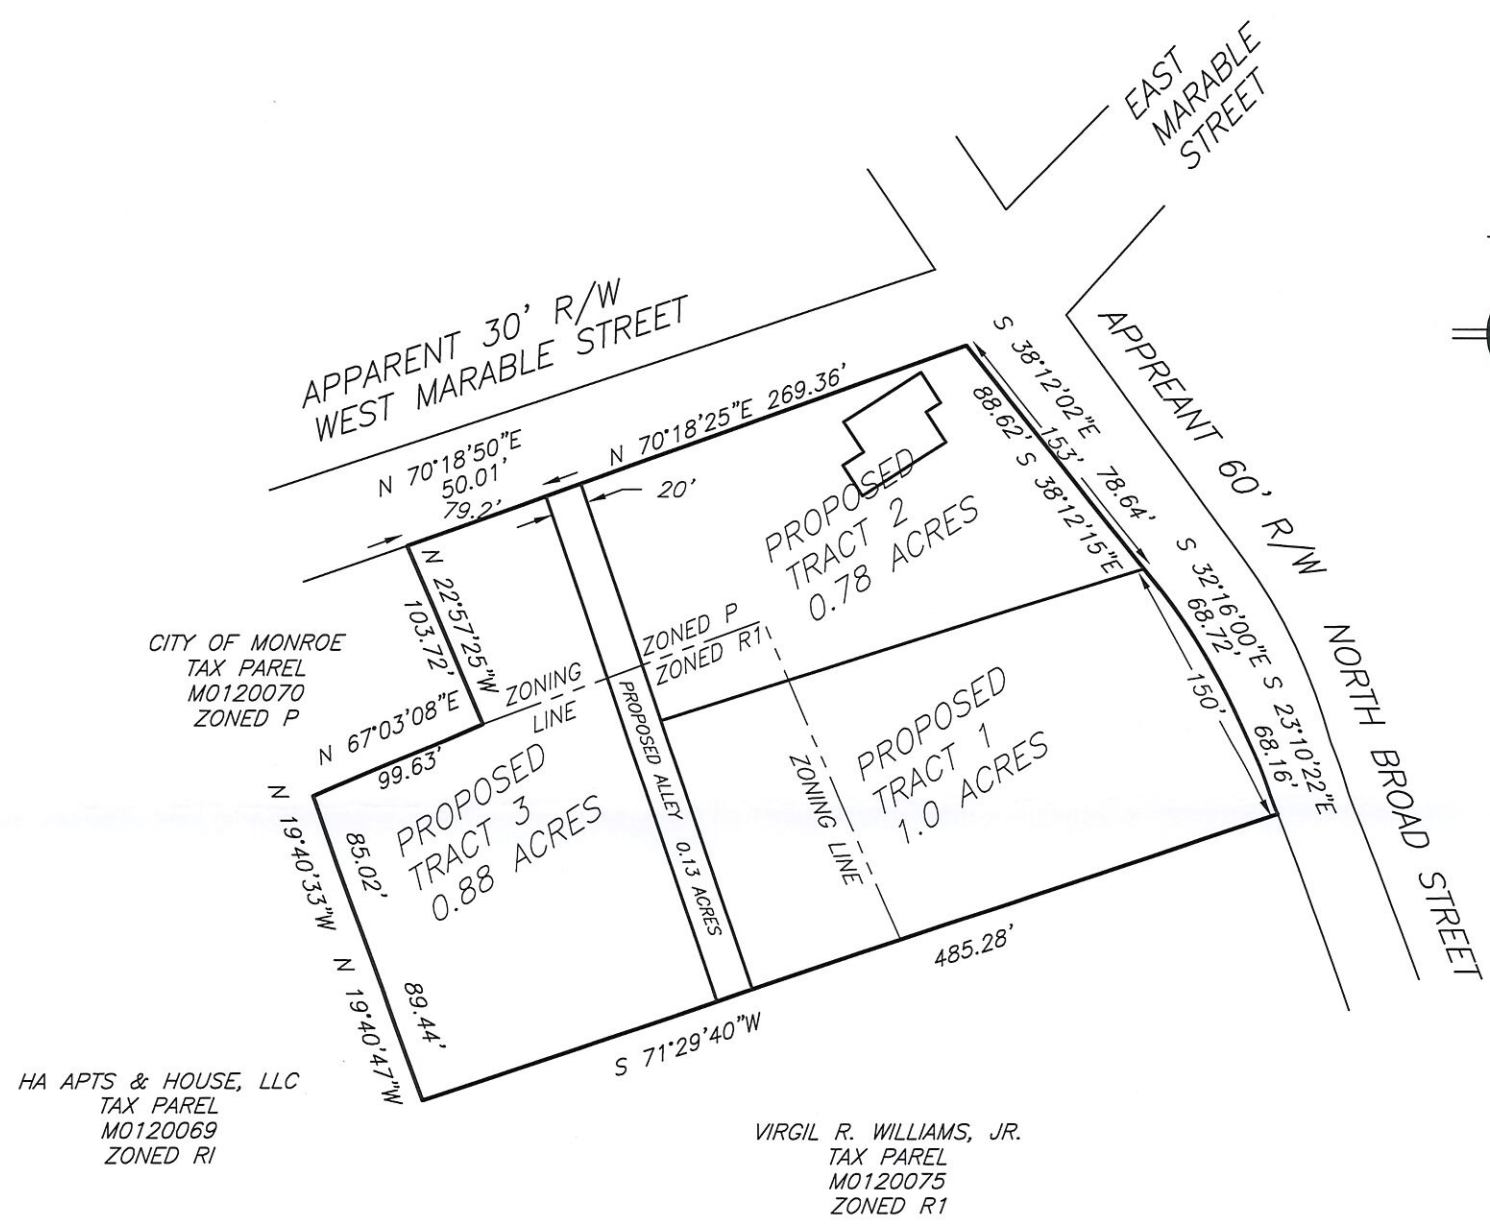 EAST
MARABLE
STREET
APPARENT 30' R/W
WEST MARABLE STREET
N 70°18'50"E
50.01'
79.2'
N 70°18'25"E 269.36'
20'
S 38°12'02"E
88.62'
153'
S 38°12'15"E
78.64'
APPREANT 60' R/W
NORTH BROAD STREET
S 32°16'00"E
68.72'
S 23°10'22"E
68.16'
150'
PROPOSED
TRACT 2
0.78 ACRES
N 22°57'25"W
103.72'
CITY OF MONROE
TAX PAREL
M0120070
ZONED P
ZONED P
ZONED R1
ZONING
LINE
N 67°03'08"E
99.63'
PROPOSED ALLEY 0.13 ACRES
PROPOSED
TRACT 1
1.0 ACRES
ZONING LINE
PROPOSED
TRACT 3
0.88 ACRES
N 19°40'33"W
85.02'
N 19°40'47"W
89.44'
485.28'
S 71°29'40"W
HA APTS & HOUSE, LLC
TAX PAREL
M0120069
ZONED RI
VIRGIL R. WILLIAMS, JR.
TAX PAREL
M0120075
ZONED R1